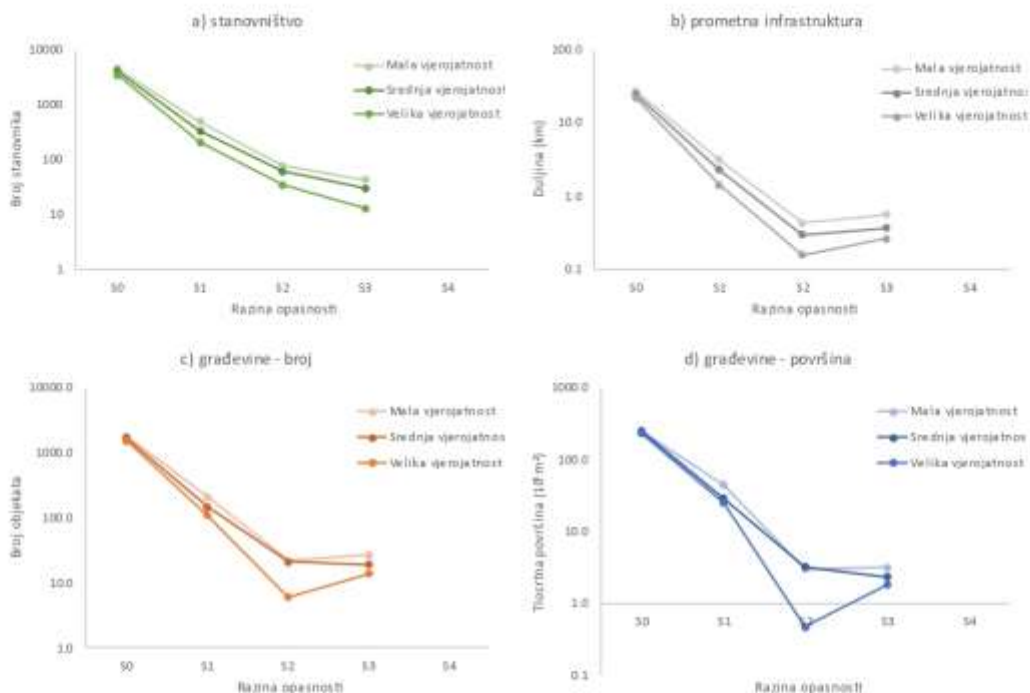 a) stanovništvo
10000
1000
100
10
1
Broj stanovnika
S0 S1 S2 S3 S4
Razina opasnosti
Mala vjerojatnost
Srednja vjerojatnost
Velika vjerojatnost
b) prometna infrastruktura
100.0
10.0
1.0
0.1
Duljina (km)
S0 S1 S2 S3 S4
Razina opasnosti
Mala vjerojatnost
Srednja vjerojatnos
Velika vjerojatnost
c) građevine - broj
10000.0
1000.0
100.0
10.0
1.0
Broj objekata
S0 S1 S2 S3 S4
Razina opasnosti
Mala vjerojatnost
Srednja vjerojatnos
Velika vjerojatnost
d) građevine - površina
1000.0
100.0
10.0
1.0
0.1
Tlocrtna površina
S0 S1 S3 S4
Razina opasnosti
Mala vjerojatnost
Srednja vjerojatnos
Velika vjerojatnost